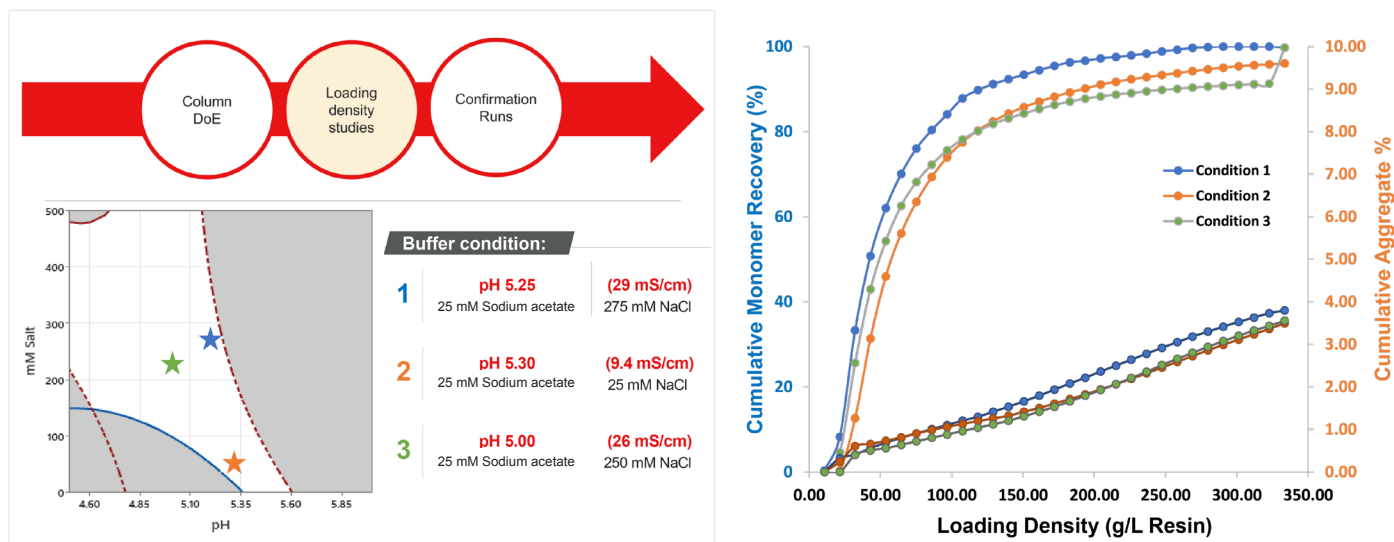 Column
DoE
Loading
density
studies
Confirmation
Runs
500
400
300
200
100
0
mM Salt
4.60
4.85
5.10
5.35
5.60
5.85
pH
Buffer condition:
1
pH 5.25
(29 mS/cm)
25 mM Sodium acetate
275 mM NaCl
2
pH 5.30
(9.4 mS/cm)
25 mM Sodium acetate
25 mM NaCl
3
pH 5.00
(26 mS/cm)
25 mM Sodium acetate
250 mM NaCl
Cumulative Monomer Recovery (%)
100
80
60
40
20
0
Condition 1
Condition 2
Condition 3
10.00
9.00
8.00
7.00
6.00
5.00
4.00
3.00
2.00
1.00
0.00
Cumulative Aggregate %
0.00
50.00
100.00
150.00
200.00
250.00
300.00
350.00
Loading Density (g/L Resin)